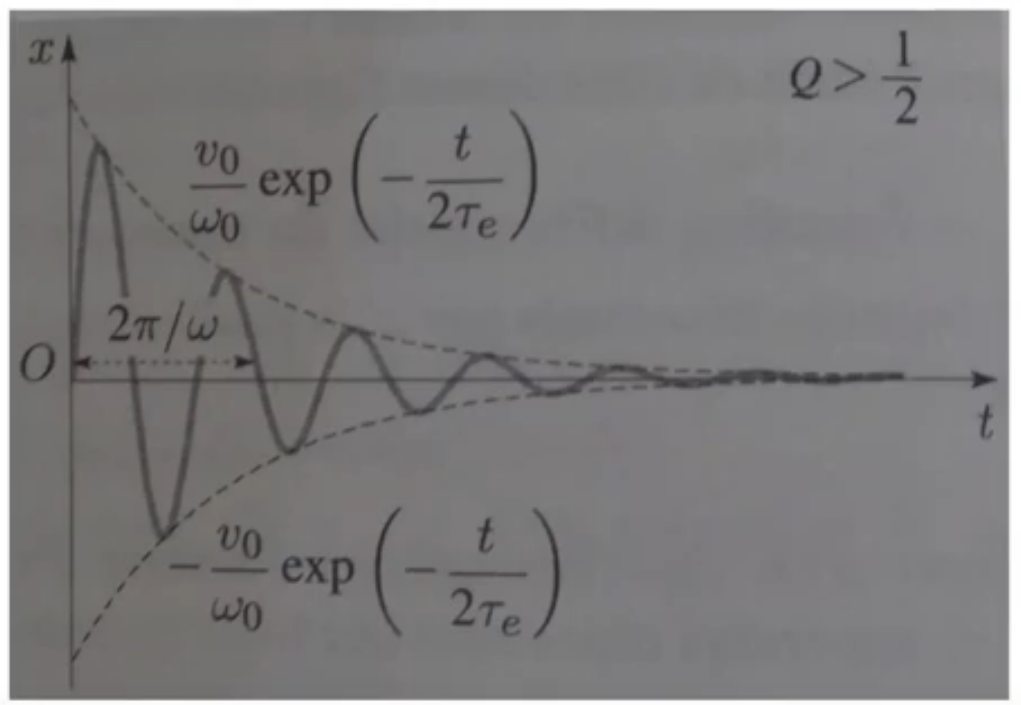 x
Q > 1/2
v₀/ω₀ exp (− t/2τₑ)
2π/ω
O
t
− v₀/ω₀ exp (− t/2τₑ)